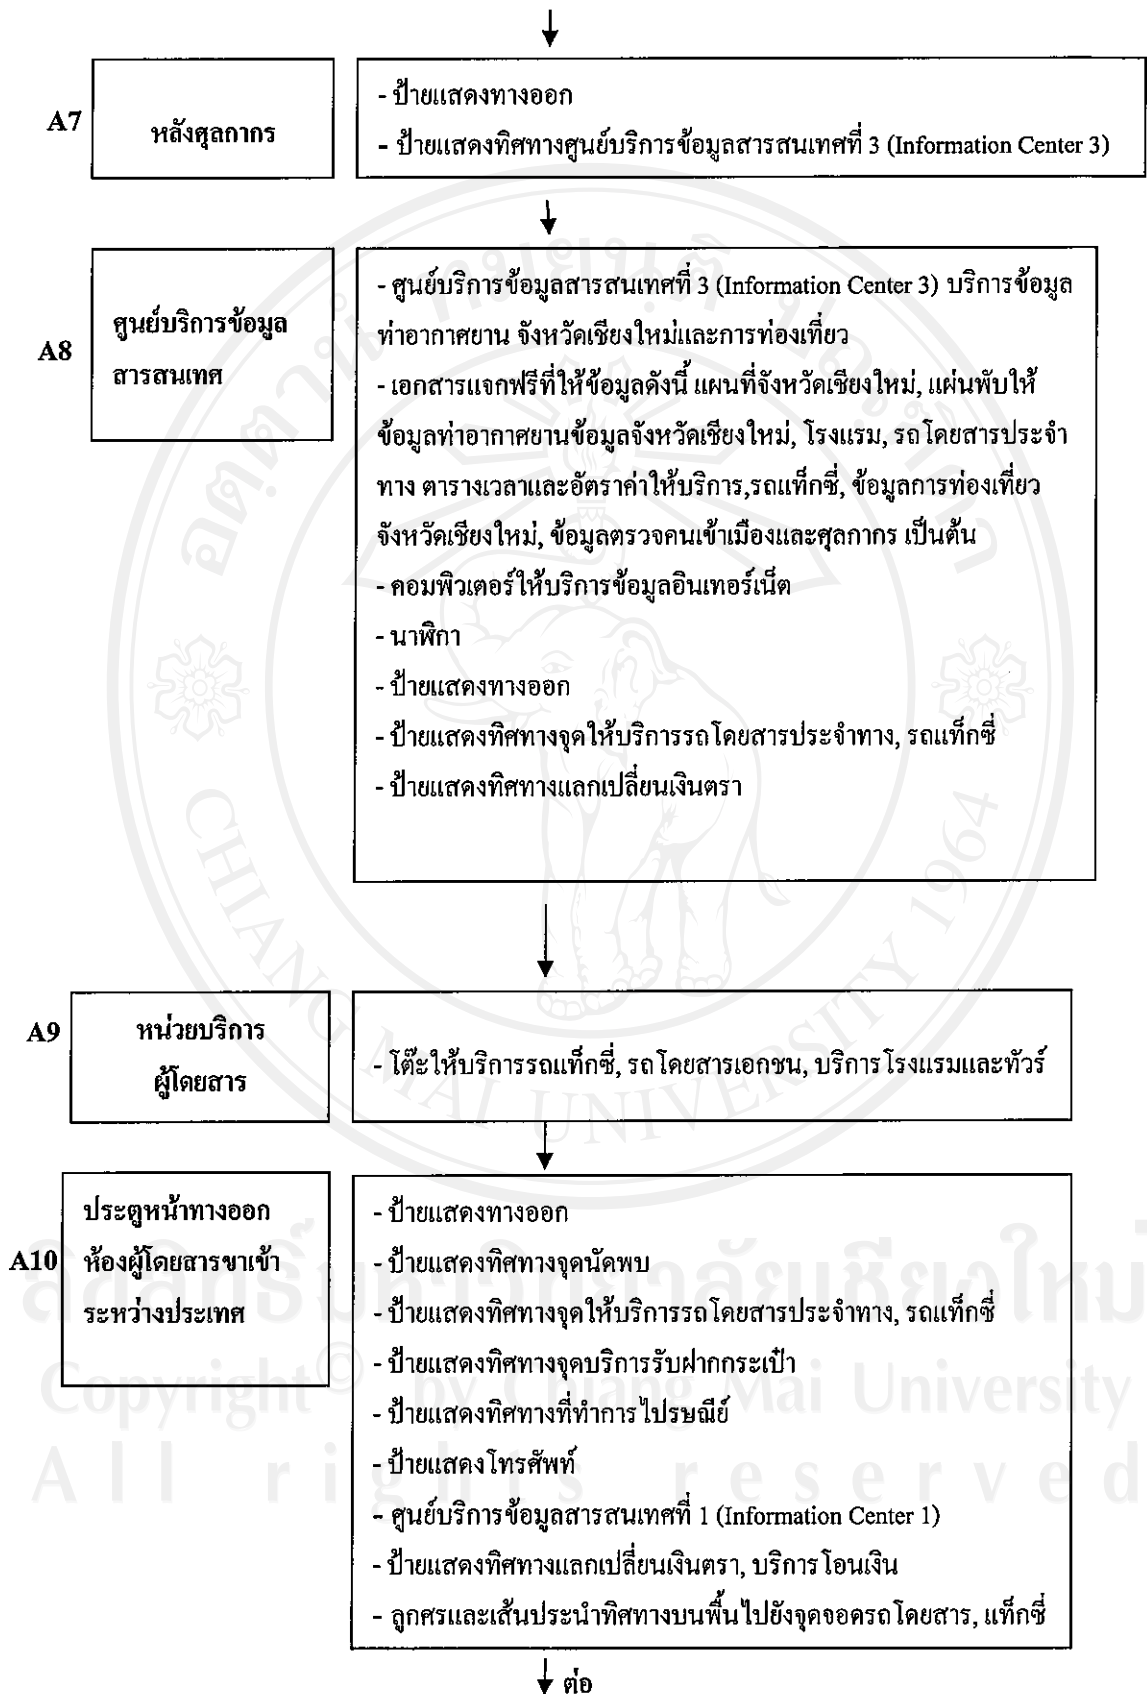 A7
หลังศุลกากร
- ป้ายแสดงทางออก
- ป้ายแสดงทิศทางศูนย์บริการข้อมูลสารสนเทศที่ 3 (Information Center 3)
A8
ศูนย์บริการข้อมูล
สารสนเทศ
- ศูนย์บริการข้อมูลสารสนเทศที่ 3 (Information Center 3) บริการข้อมูล
ท่าอากาศยาน จังหวัดเชียงใหม่และการท่องเที่ยว
- เอกสารแจกฟรีที่ให้ข้อมูลดังนี้ แผนที่จังหวัดเชียงใหม่, แผ่นพับให้
ข้อมูลท่าอากาศยานข้อมูลจังหวัดเชียงใหม่, โรงแรม, รถโดยสารประจำ
ทาง ตารางเวลาและอัตราค่าให้บริการ,รถแท็กซี่, ข้อมูลการท่องเที่ยว
จังหวัดเชียงใหม่, ข้อมูลตรวจคนเข้าเมืองและศุลกากร เป็นต้น
- คอมพิวเตอร์ให้บริการข้อมูลอินเทอร์เน็ต
- นาฬิกา
- ป้ายแสดงทางออก
- ป้ายแสดงทิศทางจุดให้บริการรถโดยสารประจำทาง, รถแท็กซี่
- ป้ายแสดงทิศทางแลกเปลี่ยนเงินตรา
A9
หน่วยบริการ
ผู้โดยสาร
- โต๊ะให้บริการรถแท็กซี่, รถโดยสารเอกชน, บริการโรงแรมและทัวร์
A10
ประตูหน้าทางออก
ห้องผู้โดยสารขาเข้า
ระหว่างประเทศ
- ป้ายแสดงทางออก
- ป้ายแสดงทิศทางจุดนัดพบ
- ป้ายแสดงทิศทางจุดให้บริการรถโดยสารประจำทาง, รถแท็กซี่
- ป้ายแสดงทิศทางจุดบริการรับฝากกระเป๋า
- ป้ายแสดงทิศทางที่ทำการไปรษณีย์
- ป้ายแสดงโทรศัพท์
- ศูนย์บริการข้อมูลสารสนเทศที่ 1 (Information Center 1)
- ป้ายแสดงทิศทางแลกเปลี่ยนเงินตรา, บริการโอนเงิน
- ลูกศรและเส้นประนำทิศทางบนพื้นไปยังจุดจอดรถโดยสาร, แท็กซี่
ต่อ
CHIANG MAI UNIVERSITY 1964
ลิขสิทธิ์มหาวิทยาลัยเชียงใหม่
Copyright© by Chiang Mai University
All rights reserved